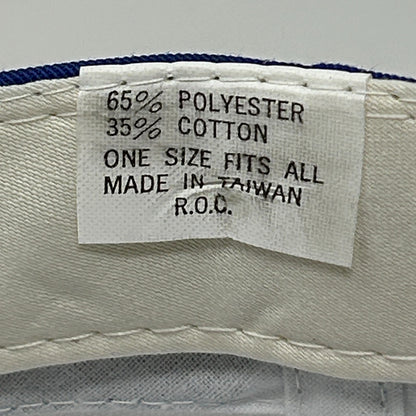 65% POLYESTER
35% COTTON
ONE SIZE FITS ALL
MADE IN TAIWAN
R.O.C.